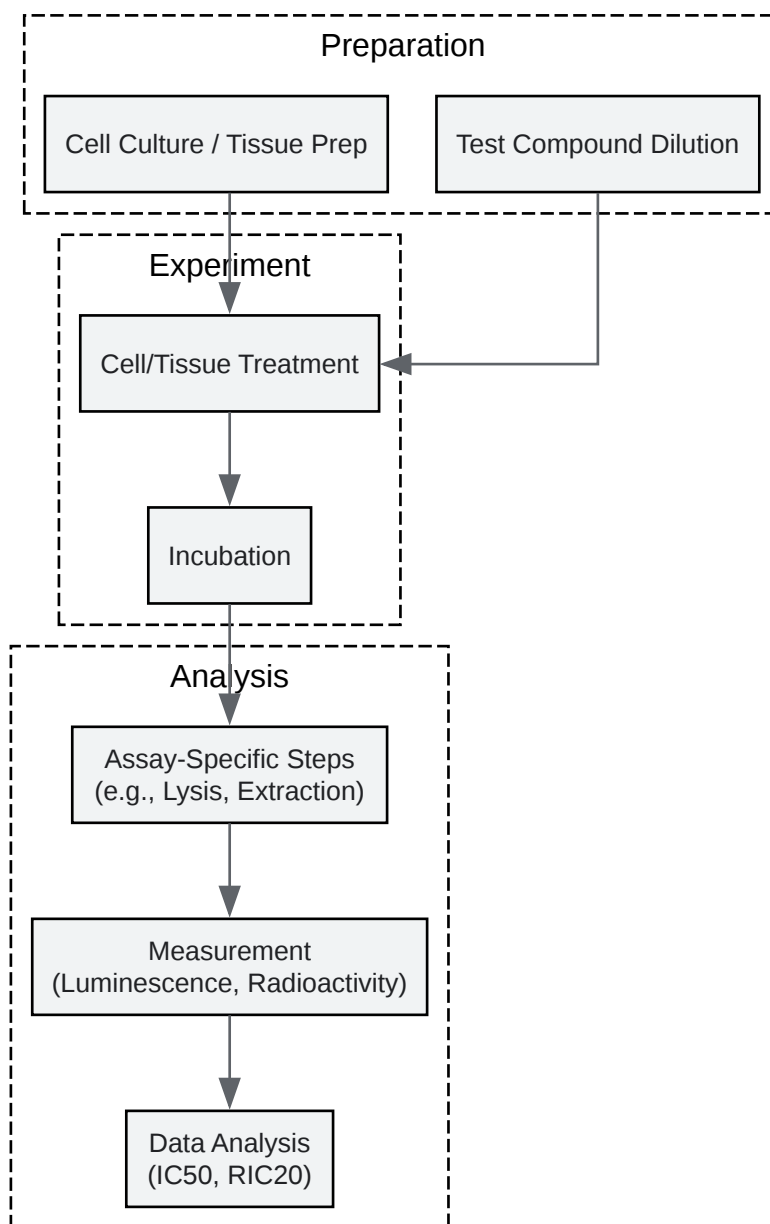 Preparation
Cell Culture / Tissue Prep
Test Compound Dilution
Experiment
Cell/Tissue Treatment
Incubation
Analysis
Assay-Specific Steps
(e.g., Lysis, Extraction)
Measurement
(Luminescence, Radioactivity)
Data Analysis
(IC50, RIC20)